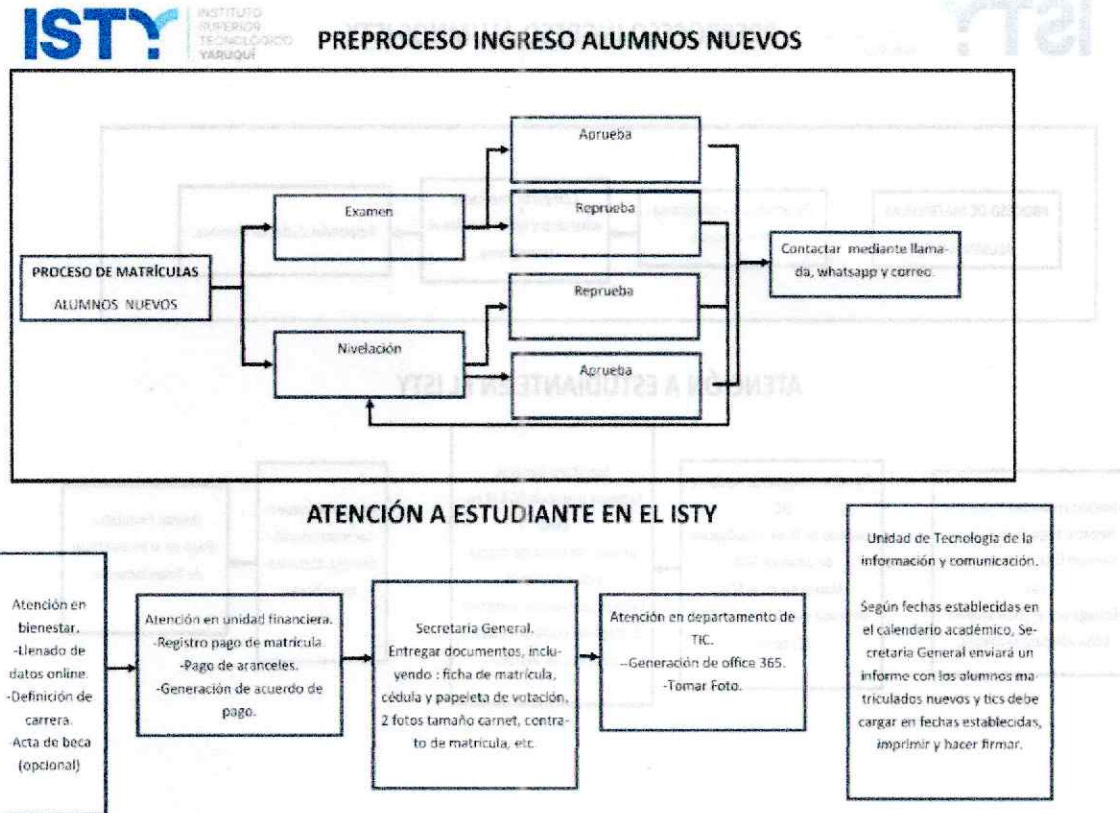 ISTY
INSTITUTO
SUPERIOR
TECNOLÓGICO
YARUQUÍ
PREPROCESO INGRESO ALUMNOS NUEVOS
PROCESO DE MATRÍCULAS
ALUMNOS NUEVOS
Examen
Nivelación
Aprueba
Reprueba
Reprueba
Aprueba
Contactar mediante llama-
da, whatsapp y correo.
ATENCIÓN A ESTUDIANTE EN EL ISTY
Atención en
bienestar.
-Llenado de
datos online.
-Definición de
carrera.
-Acta de beca
(opcional)
Atención en unidad financiera.
-Registro pago de matrícula.
-Pago de aranceles.
-Generación de acuerdo de
pago.
Secretaria General.
Entregar documentos, inclu-
yendo : ficha de matrícula,
cédula y papeleta de votación,
2 fotos tamaño carnet, contra-
to de matrícula, etc
Atención en departamento de
TIC.
--Generación de office 365.
-Tomar Foto.
Unidad de Tecnología de la
información y comunicación.
Según fechas establecidas en
el calendario académico, Se-
cretaria General enviará un
informe con los alumnos ma-
triculados nuevos y tics debe
cargar en fechas establecidas,
imprimir y hacer firmar.